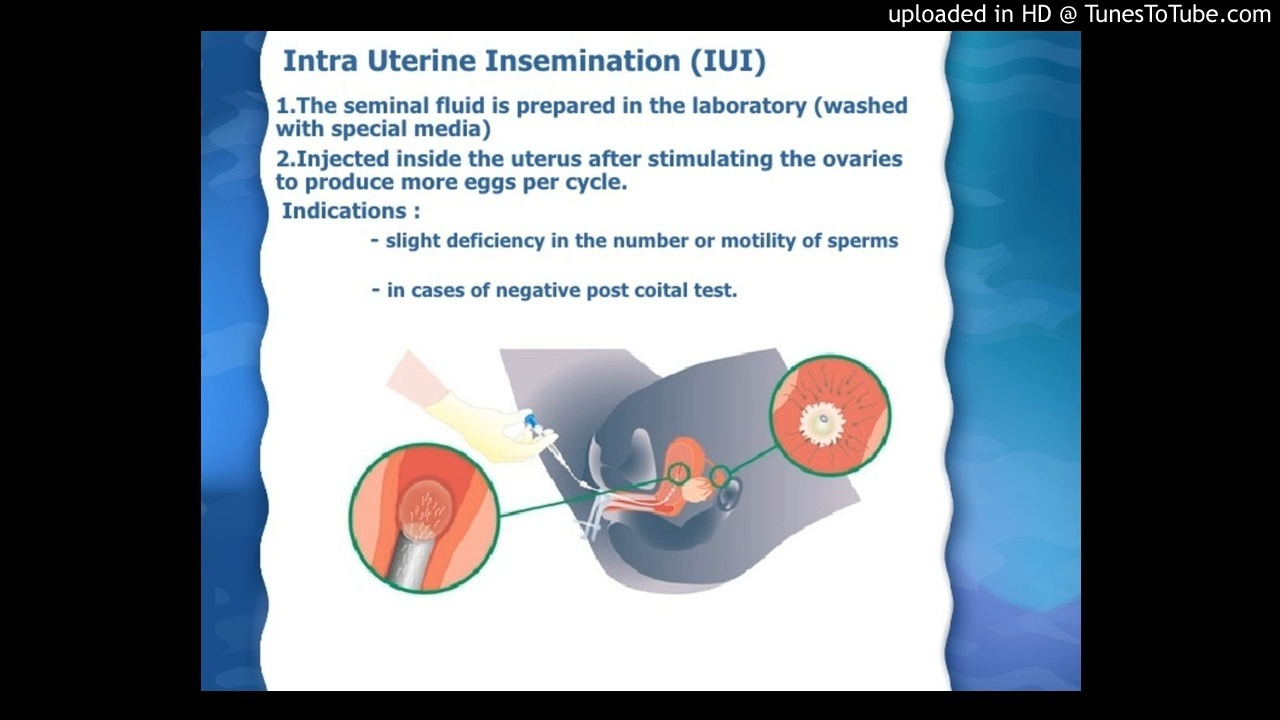 uploaded in HD @ TunesToTube.com
Intra Uterine Insemination (IUI)
1.The seminal fluid is prepared in the laboratory (washed
with special media)
2.Injected inside the uterus after stimulating the ovaries
to produce more eggs per cycle.
Indications :
- slight deficiency in the number or motility of sperms
- in cases of negative post coital test.